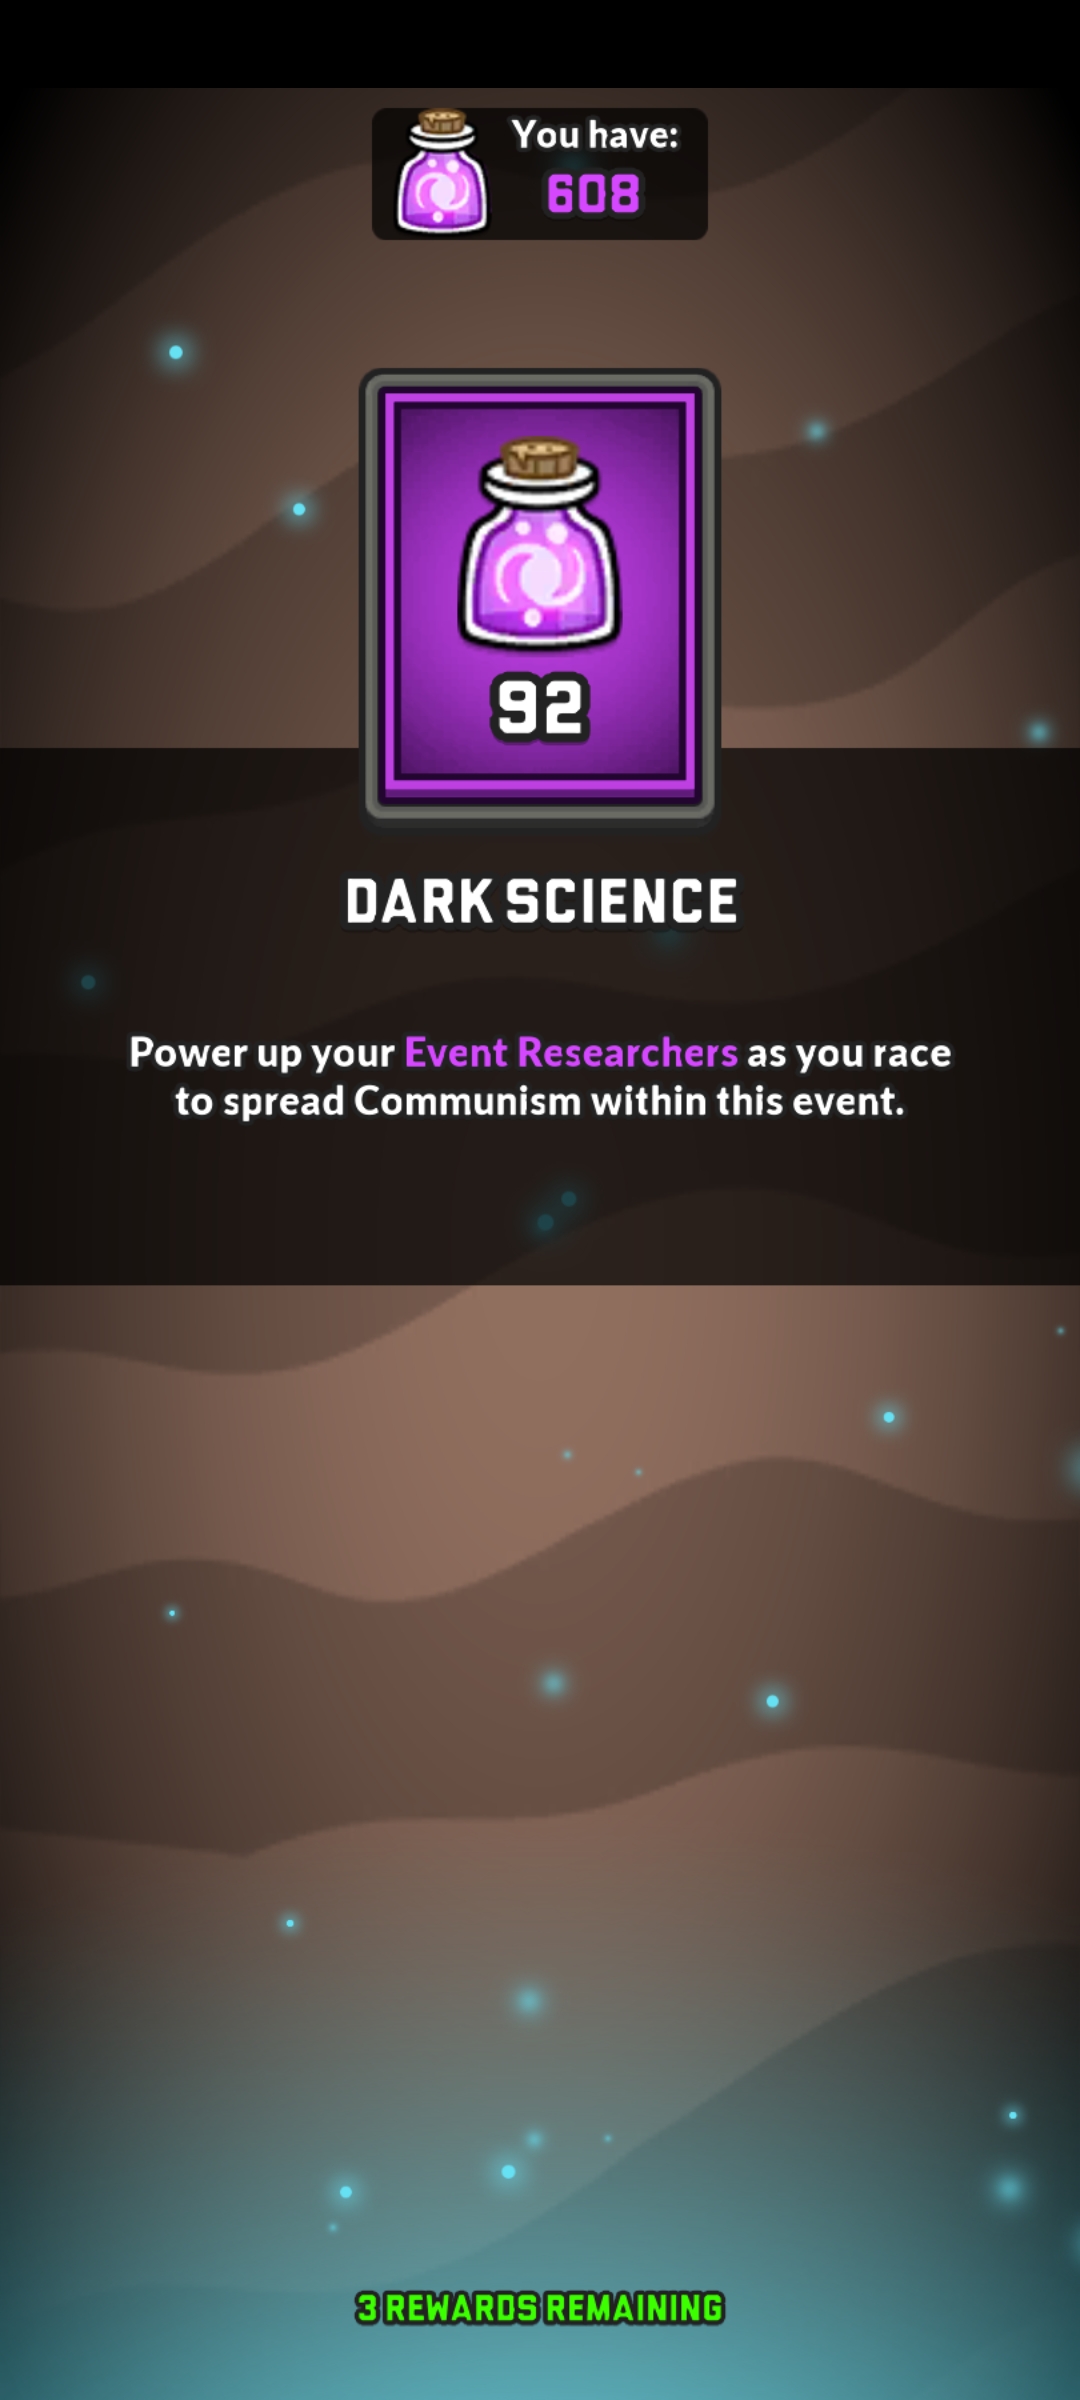 You have:
608
92
DARK SCIENCE
Power up your Event Researchers as you race
to spread Communism within this event.
3 REWARDS REMAINING